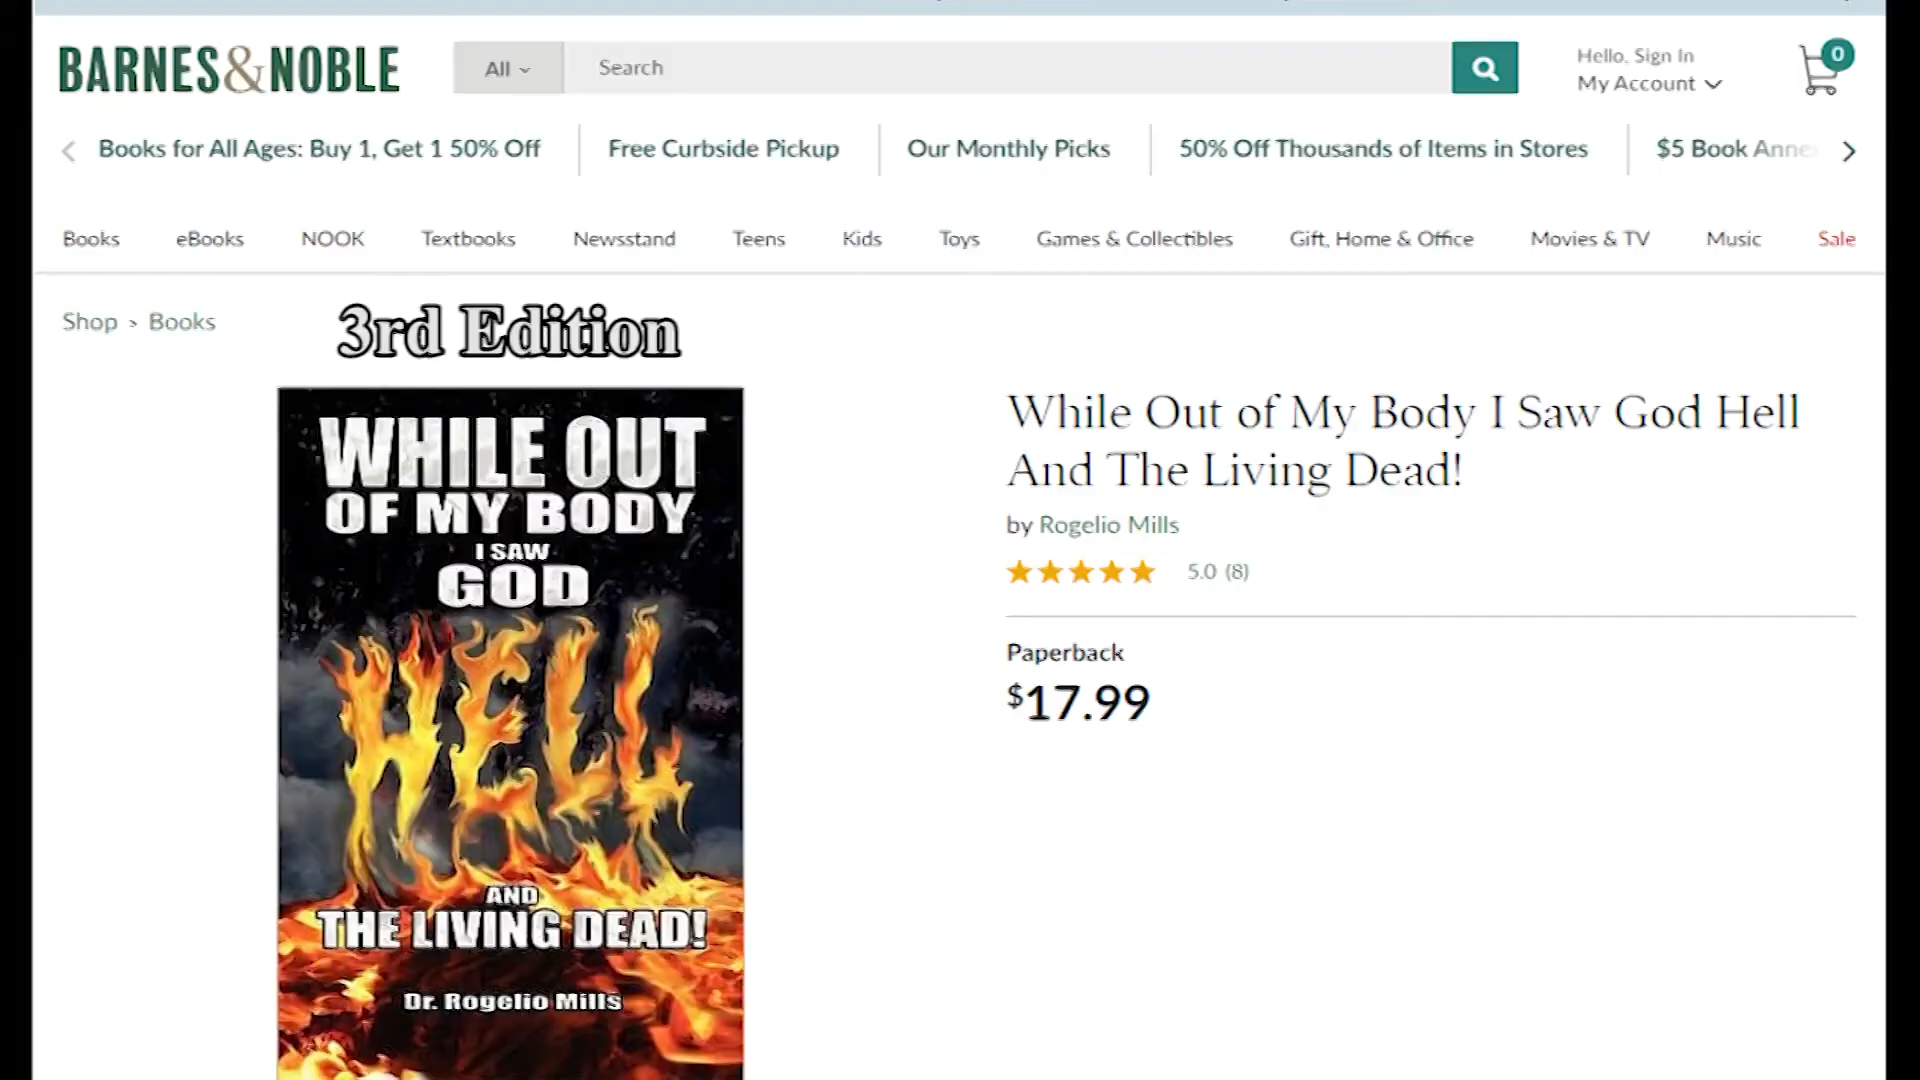 BARNES&NOBLE
All
Search
Hello, Sign In
My Account
0
Books for All Ages: Buy 1, Get 1 50% Off
Free Curbside Pickup
Our Monthly Picks
50% Off Thousands of Items in Stores
$5 Book
Books
eBooks
NOOK
Textbooks
Newsstand
Teens
Kids
Toys
Games & Collectibles
Gift, Home & Office
Movies & TV
Music
Sale
Shop > Books
3rd Edition
WHILE OUT
OF MY BODY
I SAW
GOD
HELL
AND
THE LIVING DEAD!
Dr. Rogelio Mills
While Out of My Body I Saw God Hell
And The Living Dead!
by Rogelio Mills
5.0 (8)
Paperback
$17.99